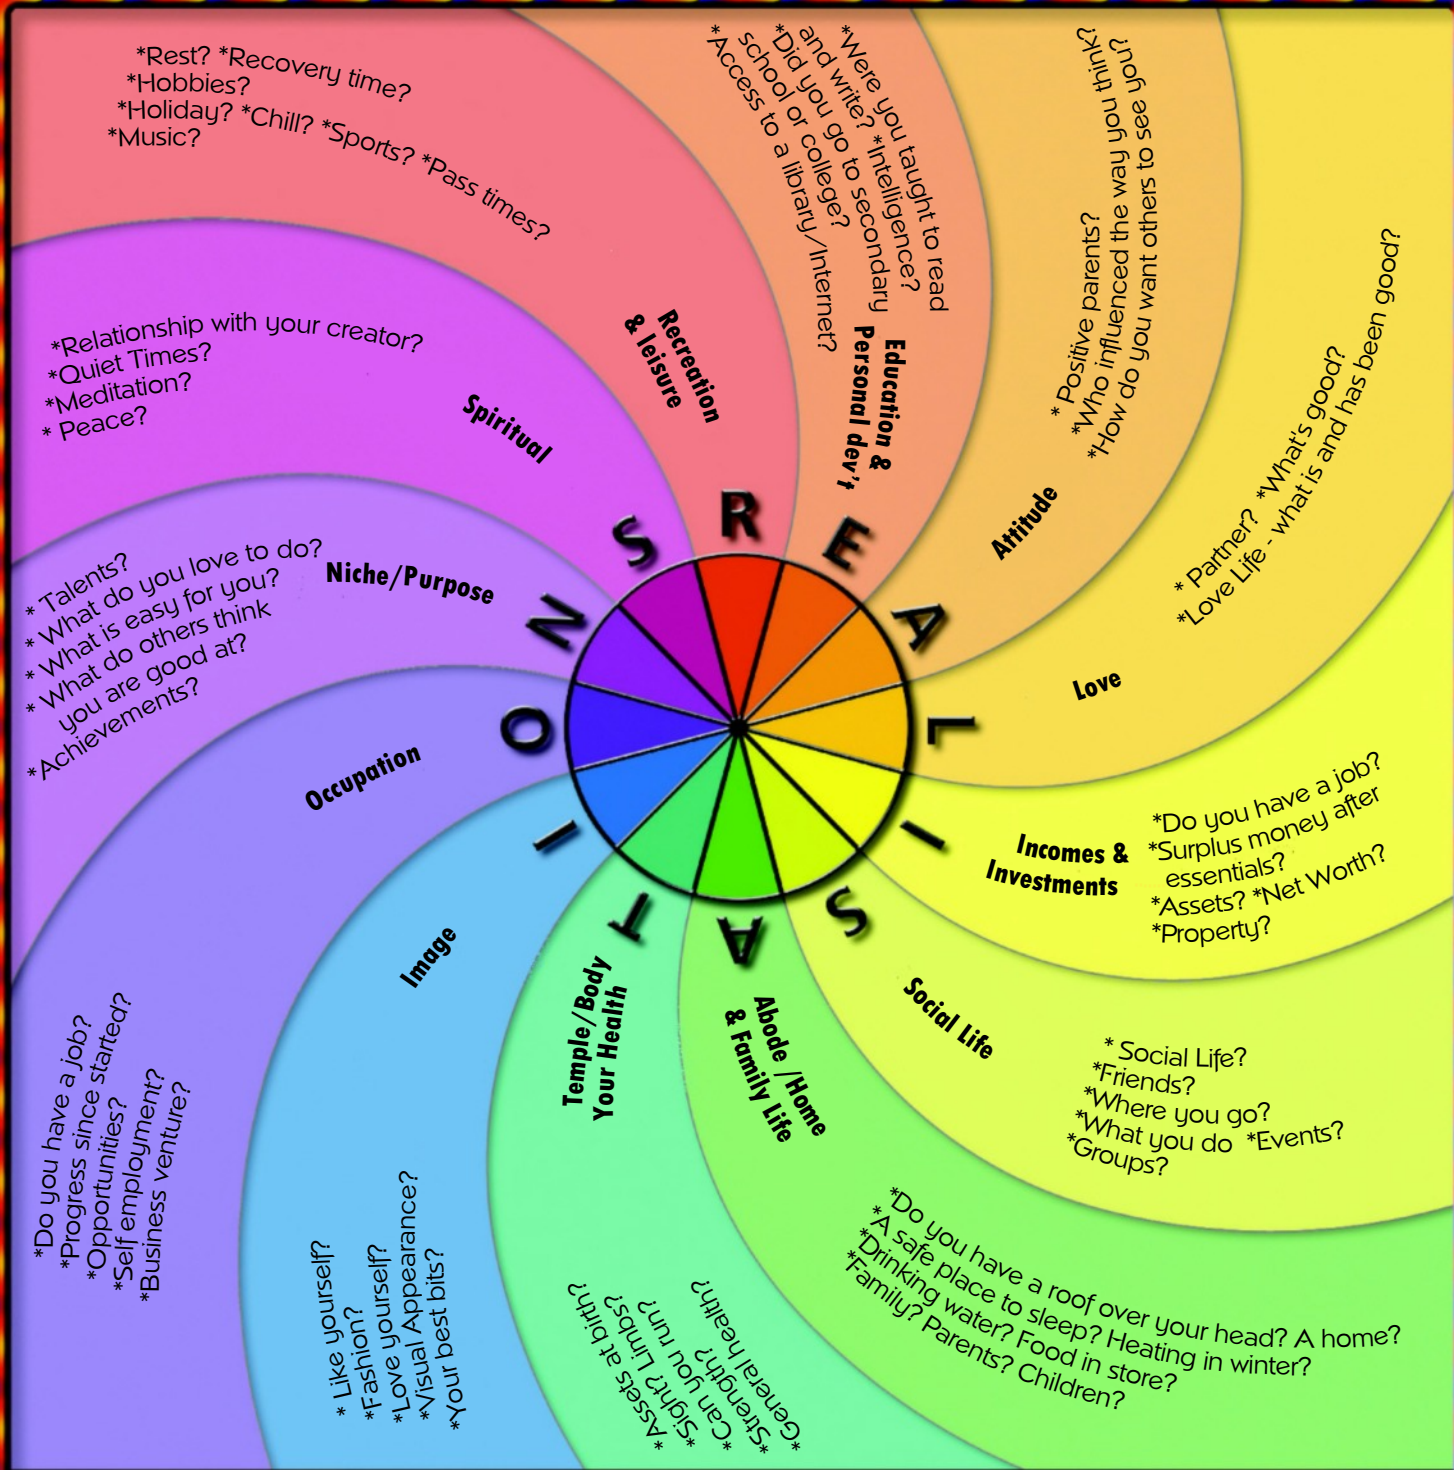 R
E
A
L
I
S
A
T
I
O
N
S
Recreation
& leisure
*Rest? *Recovery time?
*Hobbies?
*Holiday? *Chill? *Sports? *Pass times?
*Music?
Education &
Personal dev't
*Were you taught to read
and write? *Intelligence?
*Did you go to secondary
school or college?
*Access to a library/Internet?
Attitude
* Positive parents?
*Who influenced the way you think?
*How do you want others to see you?
Love
* Partner? *What's good?
*Love Life - what is and has been good?
Incomes &
Investments
*Do you have a job?
*Surplus money after
essentials?
*Assets? *Net Worth?
*Property?
Social Life
* Social Life?
*Friends?
*Where you go?
*What you do *Events?
*Groups?
Abode /Home
& Family Life
*Do you have a roof over your head? A home?
*A safe place to sleep? Heating in winter?
*Drinking water? Food in store?
*Family? Parents? Children?
Temple/Body
Your Health
*Assets at birth?
*Sight? Limbs?
*Can you run?
*Strength?
*General health?
Image
* Like yourself?
*Fashion?
*Love yourself?
*Visual Appearance?
*Your best bits?
Occupation
*Do you have a job?
*Progress since started?
*Opportunities?
*Self employment?
*Business venture?
Niche/Purpose
* Talents?
* What do you love to do?
* What is easy for you?
* What do others think
you are good at?
*Achievements?
Spiritual
*Relationship with your creator?
*Quiet Times?
*Meditation?
* Peace?